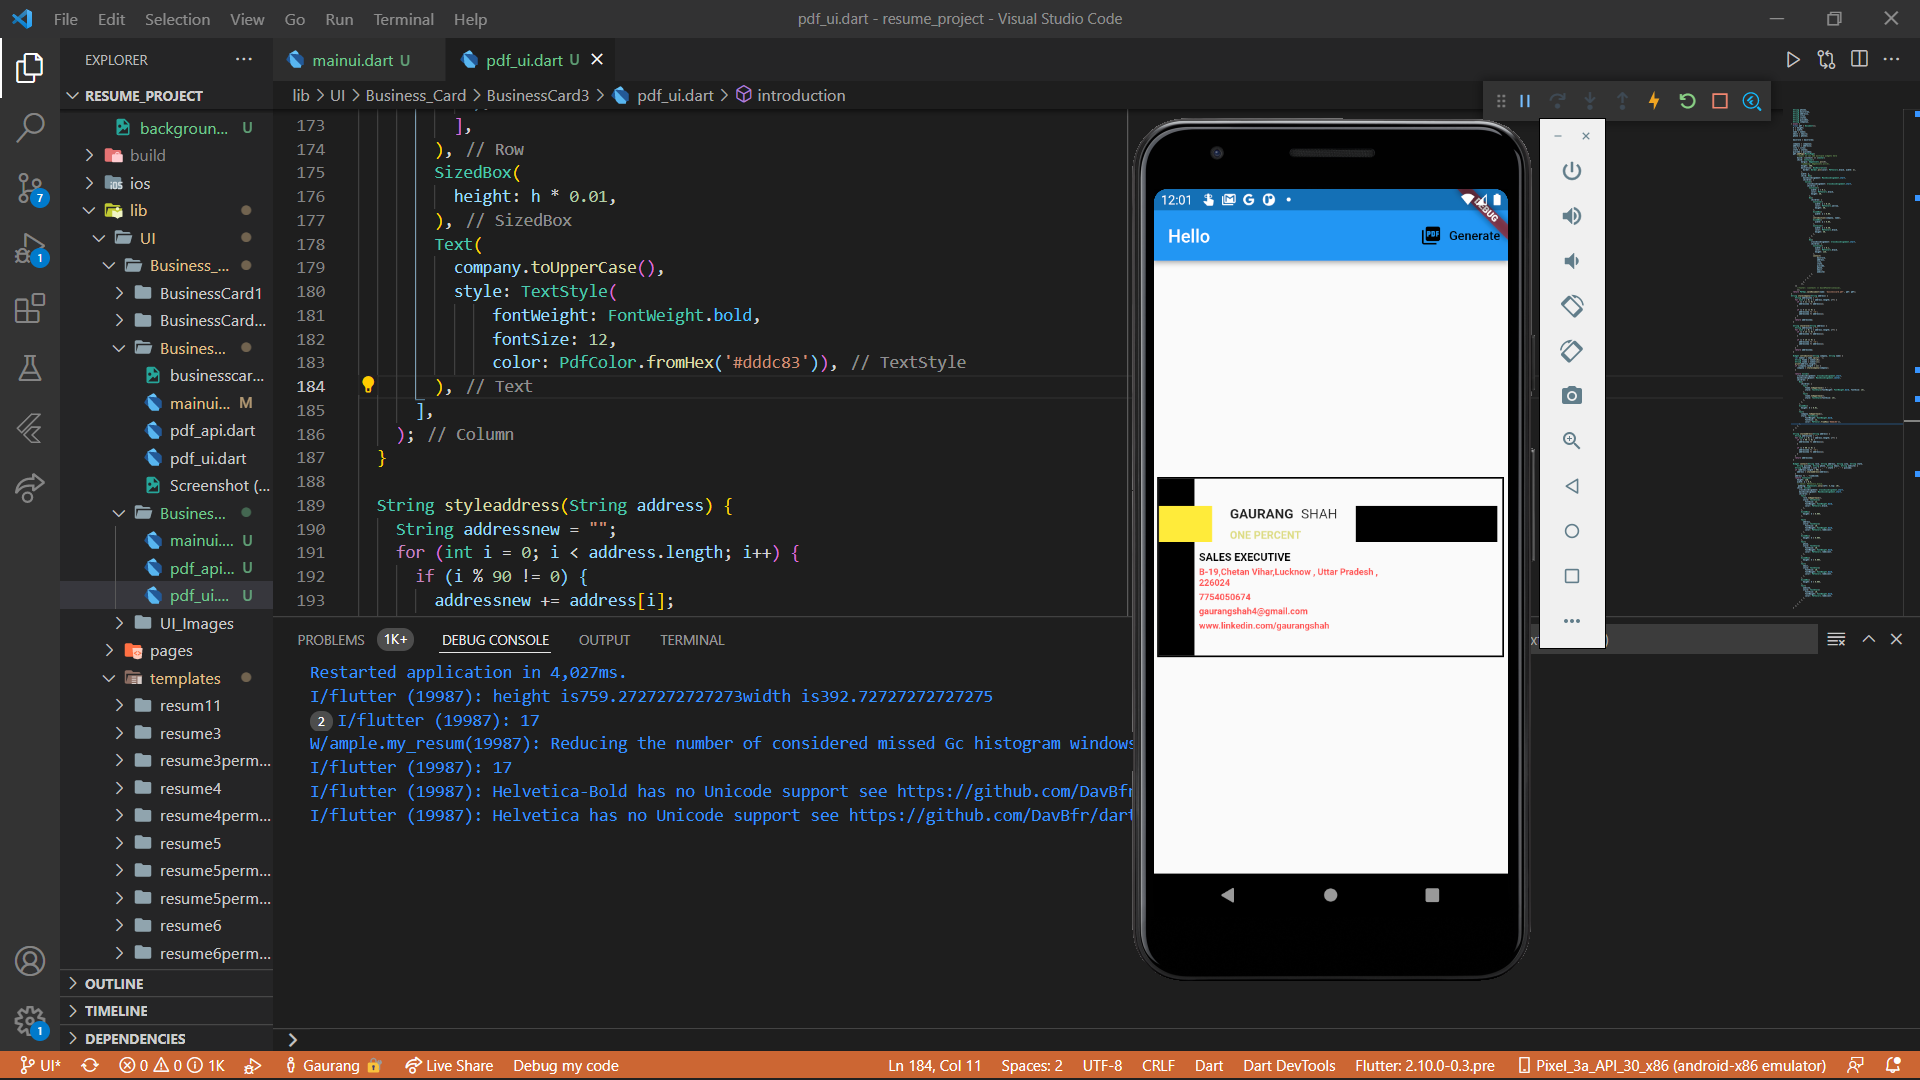 File Edit Selection View Go Run Terminal Help
pdf_ui.dart - resume_project - Visual Studio Code
EXPLORER
mainui.dart U
pdf_ui.dart U
RESUME_PROJECT
lib > UI > Business_Card > BusinessCard3 > pdf_ui.dart > introduction
backgroun... U
build
ios
lib
UI
Business_...
BusinessCard1
BusinessCard...
Busines...
businesscar...
mainui... M
pdf_api.dart
pdf_ui.dart
Screenshot (...
Busines...
mainui.... U
pdf_api... U
pdf_ui.... U
UI_Images
pages
templates
resum11
resume3
resume3perm...
resume4
resume4perm...
resume5
resume5perm...
resume5perm...
resume6
resume6perm...
OUTLINE
TIMELINE
DEPENDENCIES
7
1
1
173 ],
174 ), // Row
175 SizedBox(
176 height: h * 0.01,
177 ), // SizedBox
178 Text(
179 company.toUpperCase(),
180 style: TextStyle(
181 fontWeight: FontWeight.bold,
182 fontSize: 12,
183 color: PdfColor.fromHex('#dddc83')), // TextStyle
184 ), // Text
185 ],
186 ); // Column
187 }
188
189 String styleaddress(String address) {
190 String addressnew = "";
191 for (int i = 0; i < address.length; i++) {
192 if (i % 90 != 0) {
193 addressnew += address[i];
PROBLEMS 1K+ DEBUG CONSOLE OUTPUT TERMINAL
Restarted application in 4,027ms.
I/flutter (19987): height is759.2727272727273width is392.72727272727275
2 I/flutter (19987): 17
W/ample.my_resum(19987): Reducing the number of considered missed Gc histogram windows
I/flutter (19987): 17
I/flutter (19987): Helvetica-Bold has no Unicode support see https://github.com/DavBfr
I/flutter (19987): Helvetica has no Unicode support see https://github.com/DavBfr/dart
12:01
DEBUG
Hello
PDF Generate
GAURANG SHAH
ONE PERCENT
SALES EXECUTIVE
B-19,Chetan Vihar,Lucknow , Uttar Pradesh ,
226024
7754050674
gaurangshah4@gmail.com
www.linkedin.com/gaurangshah
UI* 0 0 1K Gaurang Live Share Debug my code
Ln 184, Col 11 Spaces: 2 UTF-8 CRLF Dart Dart DevTools Flutter: 2.10.0-0.3.pre Pixel_3a_API_30_x86 (android-x86 emulator)